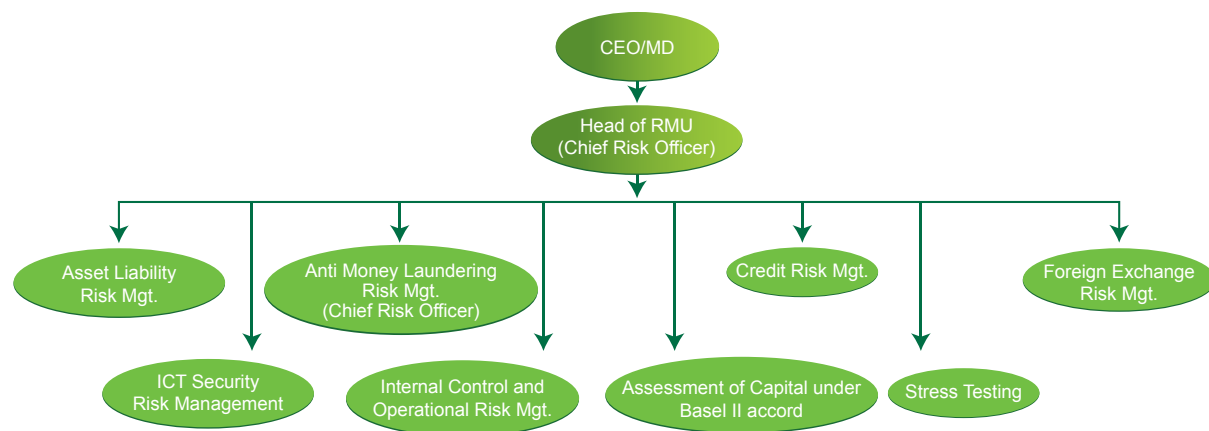 CEO/MD
Head of RMU
(Chief Risk Officer)
Asset Liability
Risk Mgt.
Anti Money Laundering
Risk Mgt.
(Chief Risk Officer)
Credit Risk Mgt.
Foreign Exchange
Risk Mgt.
ICT Security
Risk Management
Internal Control and
Operational Risk Mgt.
Assessment of Capital under
Basel II accord
Stress Testing